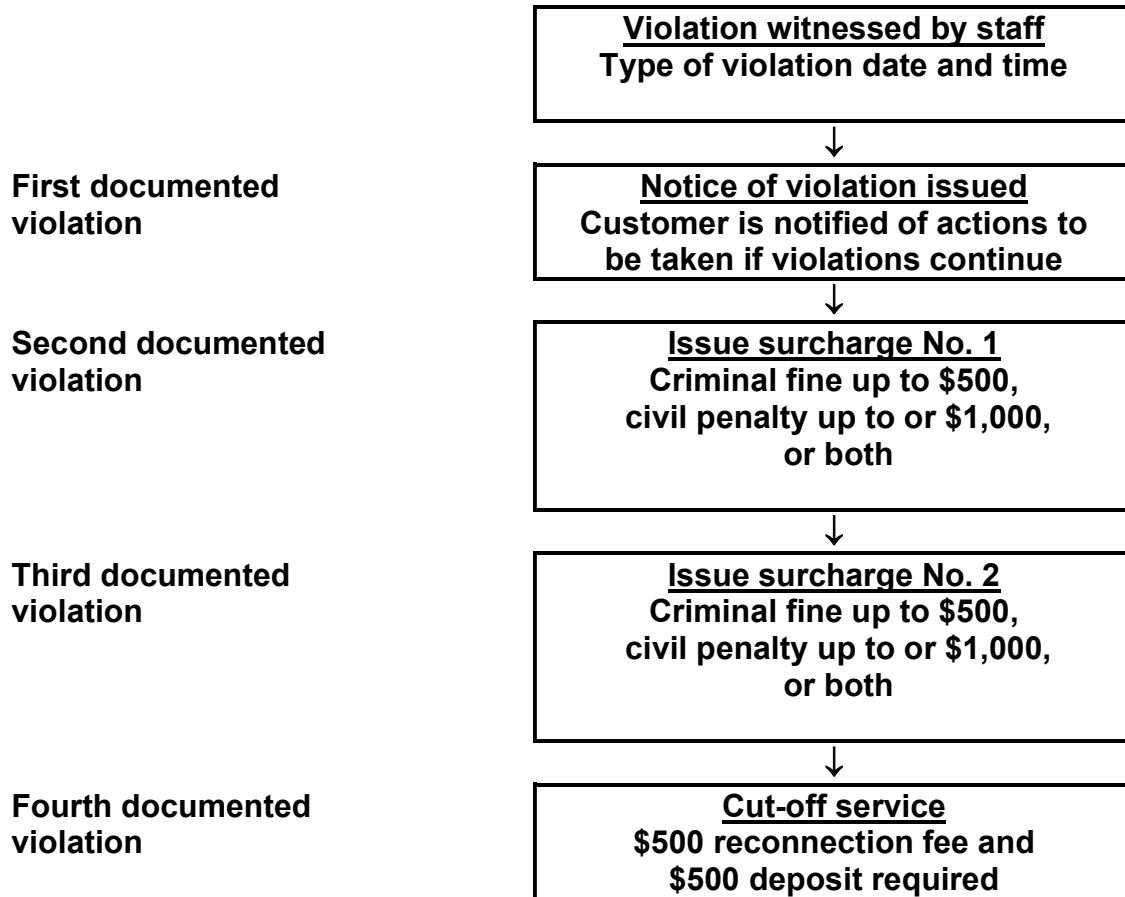 Violation witnessed by staff
Type of violation date and time
↓
First documented
violation
Notice of violation issued
Customer is notified of actions to
be taken if violations continue
↓
Second documented
violation
Issue surcharge No. 1
Criminal fine up to $500,
civil penalty up to or $1,000,
or both
↓
Third documented
violation
Issue surcharge No. 2
Criminal fine up to $500,
civil penalty up to or $1,000,
or both
↓
Fourth documented
violation
Cut-off service
$500 reconnection fee and
$500 deposit required